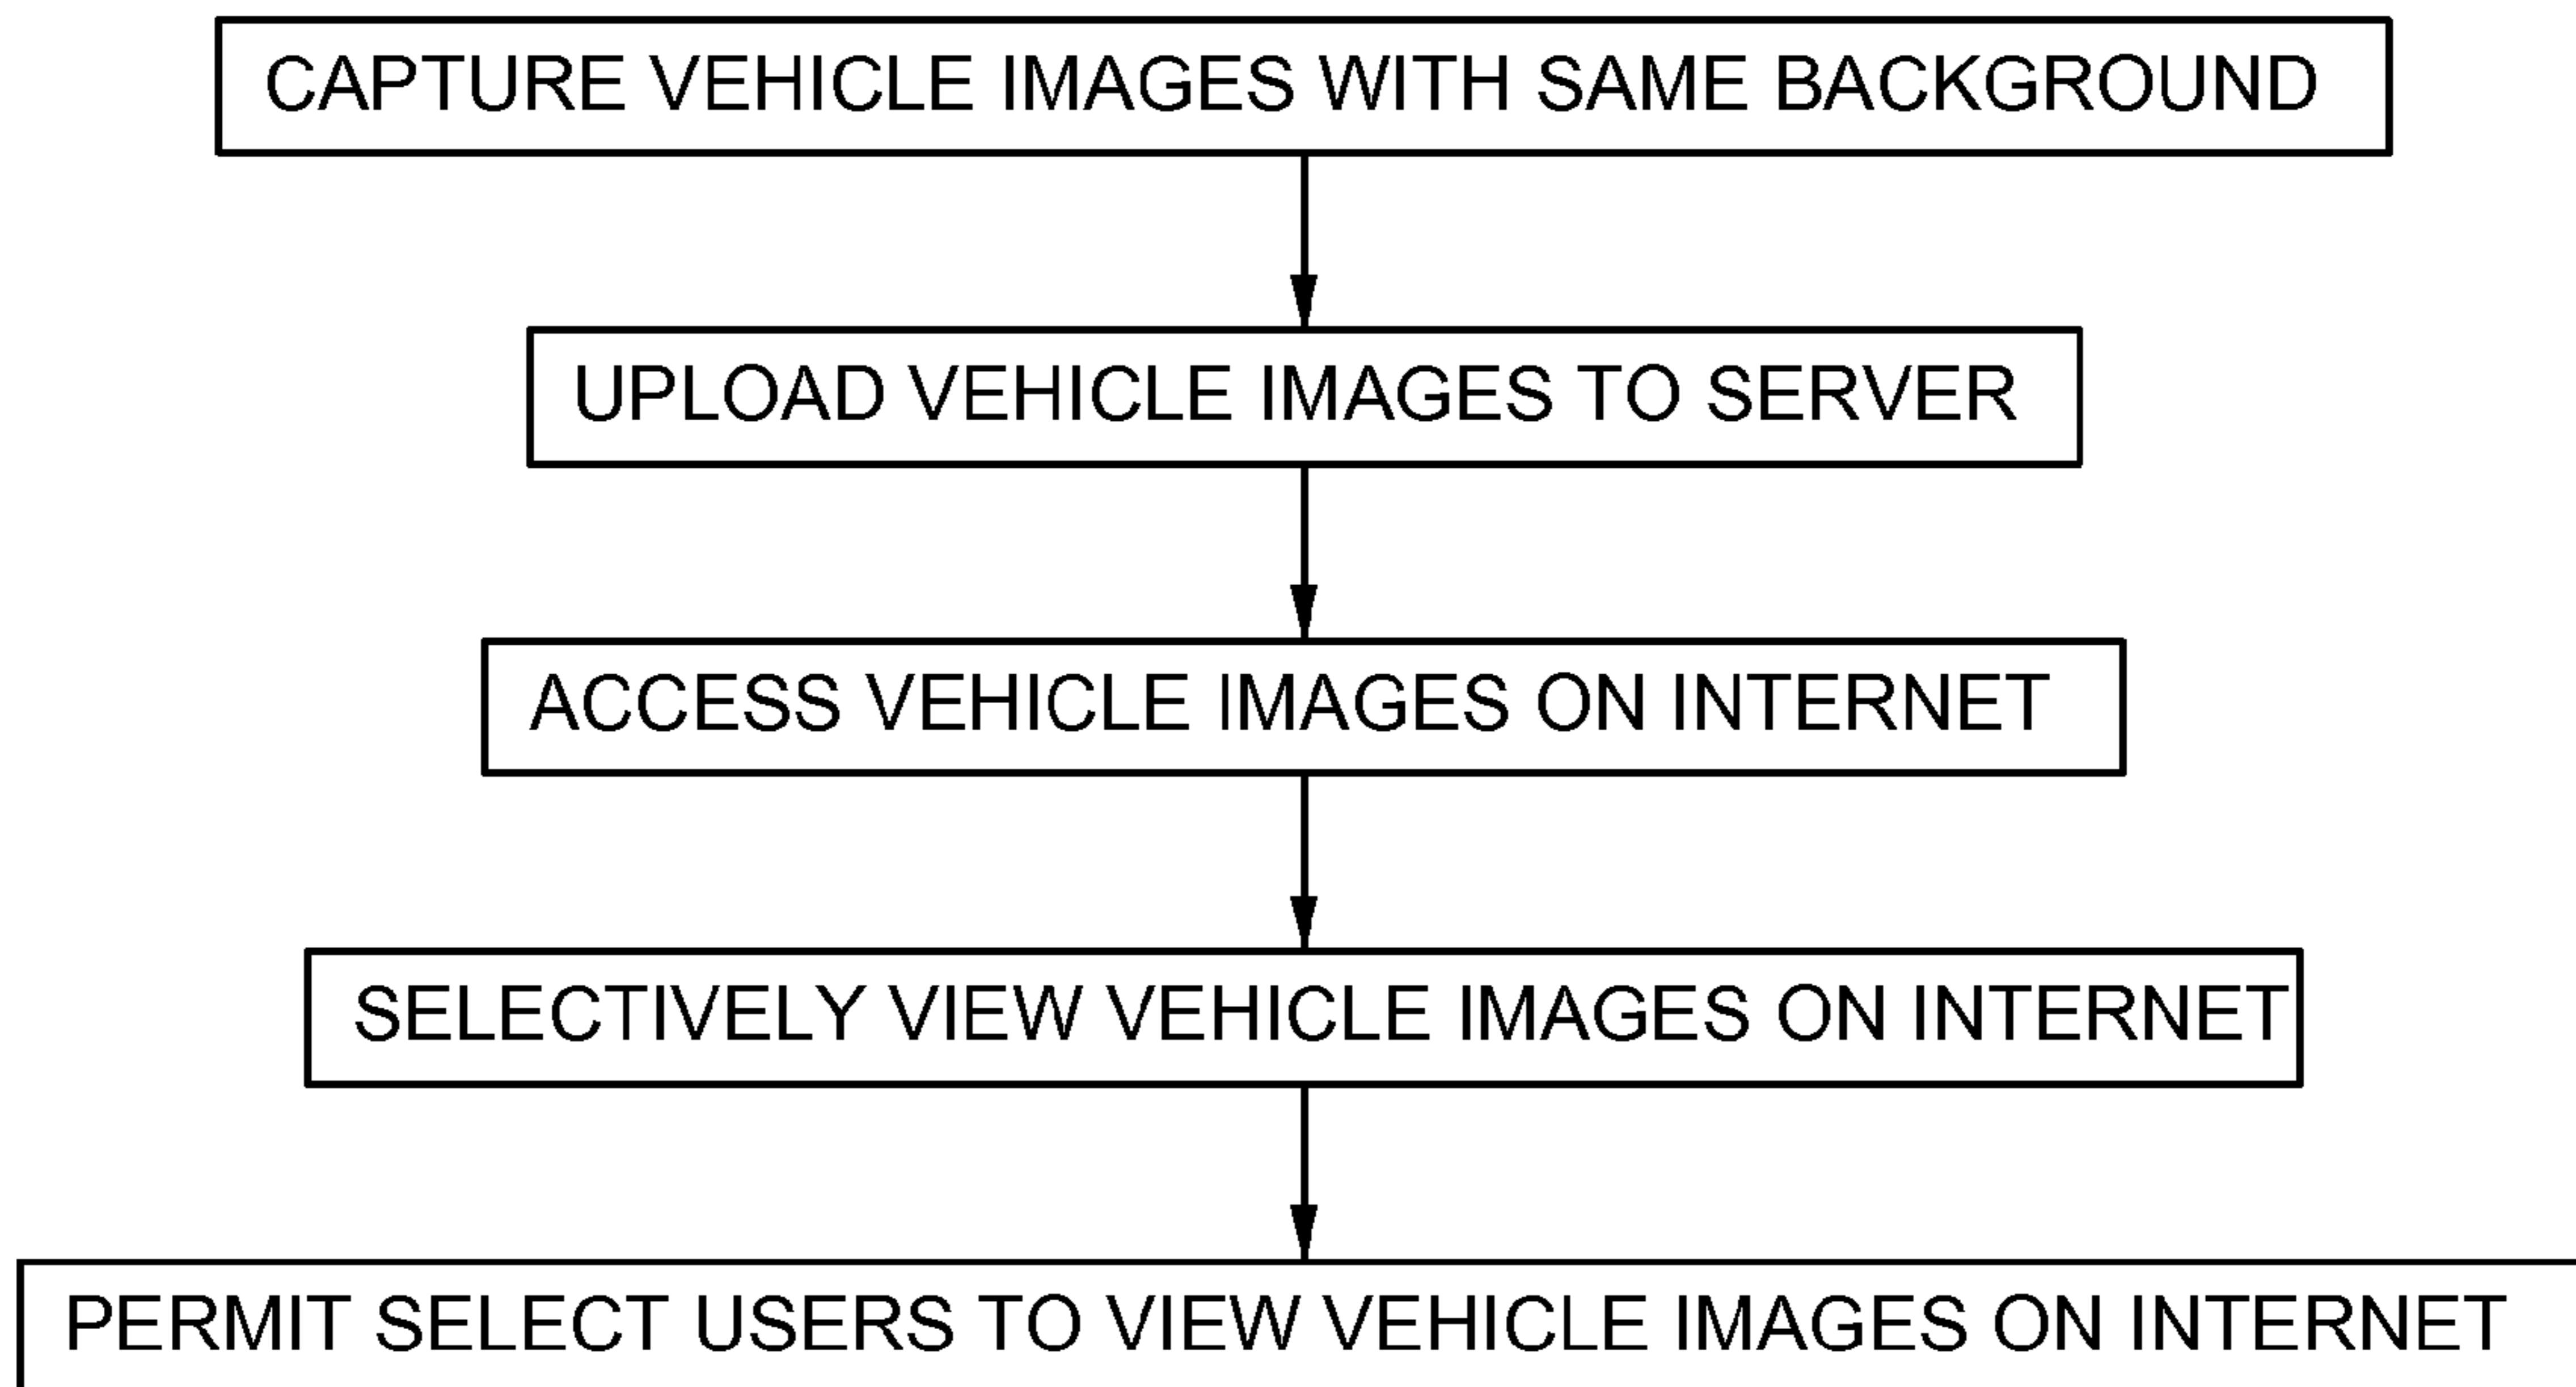 CAPTURE VEHICLE IMAGES WITH SAME BACKGROUND
UPLOAD VEHICLE IMAGES TO SERVER
ACCESS VEHICLE IMAGES ON INTERNET
SELECTIVELY VIEW VEHICLE IMAGES ON INTERNET
PERMIT SELECT USERS TO VIEW VEHICLE IMAGES ON INTERNET